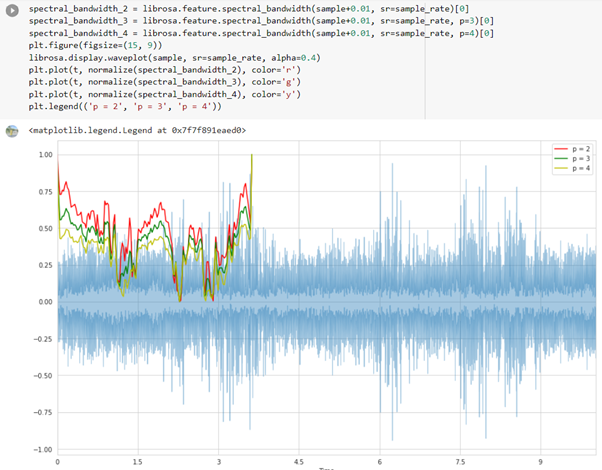 spectral_bandwidth_2 = librosa.feature.spectral_bandwidth(sample+0.01, sr=sample_rate)[0]
spectral_bandwidth_3 = librosa.feature.spectral_bandwidth(sample+0.01, sr=sample_rate, p=3)[0]
spectral_bandwidth_4 = librosa.feature.spectral_bandwidth(sample+0.01, sr=sample_rate, p=4)[0]
plt.figure(figsize=(15, 9))
librosa.display.waveplot(sample, sr=sample_rate, alpha=0.4)
plt.plot(t, normalize(spectral_bandwidth_2), color='r')
plt.plot(t, normalize(spectral_bandwidth_3), color='g')
plt.plot(t, normalize(spectral_bandwidth_4), color='y')
plt.legend(('p = 2', 'p = 3', 'p = 4'))
<matplotlib.legend.Legend at 0x7f7f891eaed0>
p = 2
p = 3
p = 4
1.00
0.75
0.50
0.25
0.00
−0.25
−0.50
−0.75
−1.00
0 1.5 3 4.5 6 7.5 9